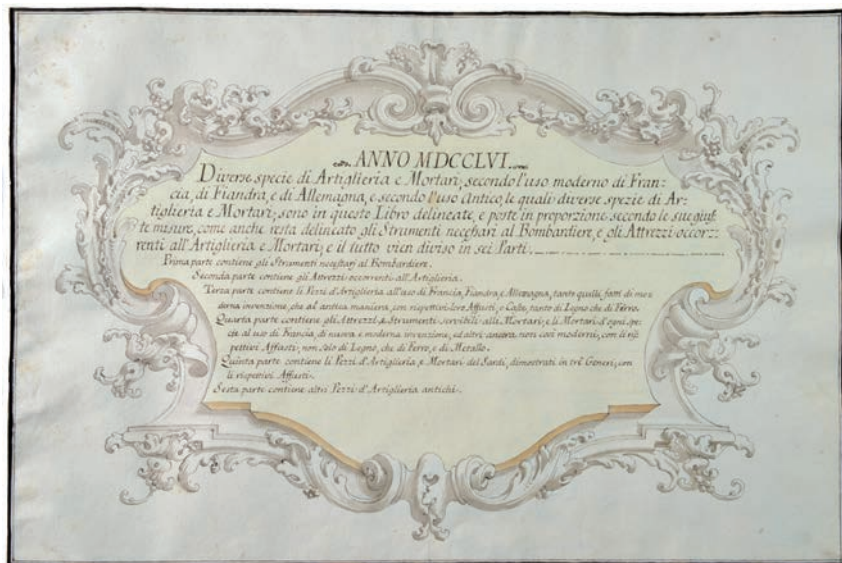 ANNO MDCCLVI.
Diverse specie di Artiglieria e Mortari; secondo l'uso moderno di Fran-
cia, di Fiandra, e di Allemagna, e secondo l'uso Antico, le quali diverse spezie di Ar-
tiglieria e Mortari; sono in questo Libro delineate, e poste in proporzione secondo le sue giuſ-
te misure, come anche resta delineato gli Strumenti neceſſari al Bombardiere, e gli Attrezzi occor-
renti all'Artiglieria e Mortari; e il tutto vien diviso in sei Parti.
Prima parte contiene gli Strumenti neceſſari al Bombardiere.
Seconda parte contiene gli Attrezzi occorrenti all'Artiglieria.
Terza parte contiene li Pezzi d'Artiglieria all'uso di Francia, Fiandra, e Allemagna, tanto quelli fatti di mo-
derna invenzione, che al antica maniera, con rispettivi loro Affusti, e Calse, tanto di Legno che di Ferro.
Quarta parte contiene gli Attrezzi, e Strumenti servibili alli Mortari; e li Mortari d'ogni spe-
cie al uso di Francia, di nuova e moderna invenzione, ed altri ancora non così moderni, con li riſ-
pettivi Affusti; non solo di Legno, che di Ferro, e di Metallo.
Quinta parte contiene li Pezzi d'Artiglieria e Mortari del Sardi, dimostrati in trè Generi, con
li rispettivi Affusti.
Sesta parte contiene altri Pezzi d'Artiglieria antichi.